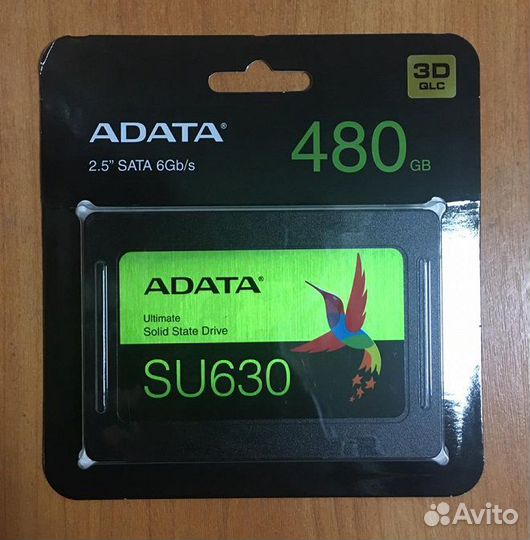 3D
QLC
ADATA®
480 GB
2.5" SATA 6Gb/s
ADATA®
Ultimate
Solid State Drive
SU630
Avito